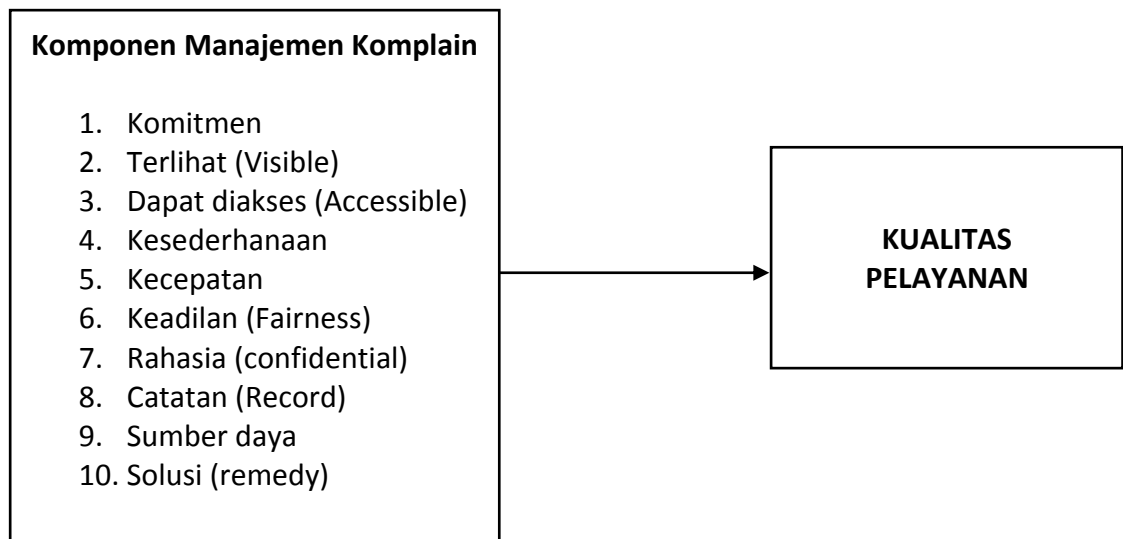 Komponen Manajemen Komplain
1. Komitmen
2. Terlihat (Visible)
3. Dapat diakses (Accessible)
4. Kesederhanaan
5. Kecepatan
6. Keadilan (Fairness)
7. Rahasia (confidential)
8. Catatan (Record)
9. Sumber daya
10. Solusi (remedy)
KUALITAS
PELAYANAN